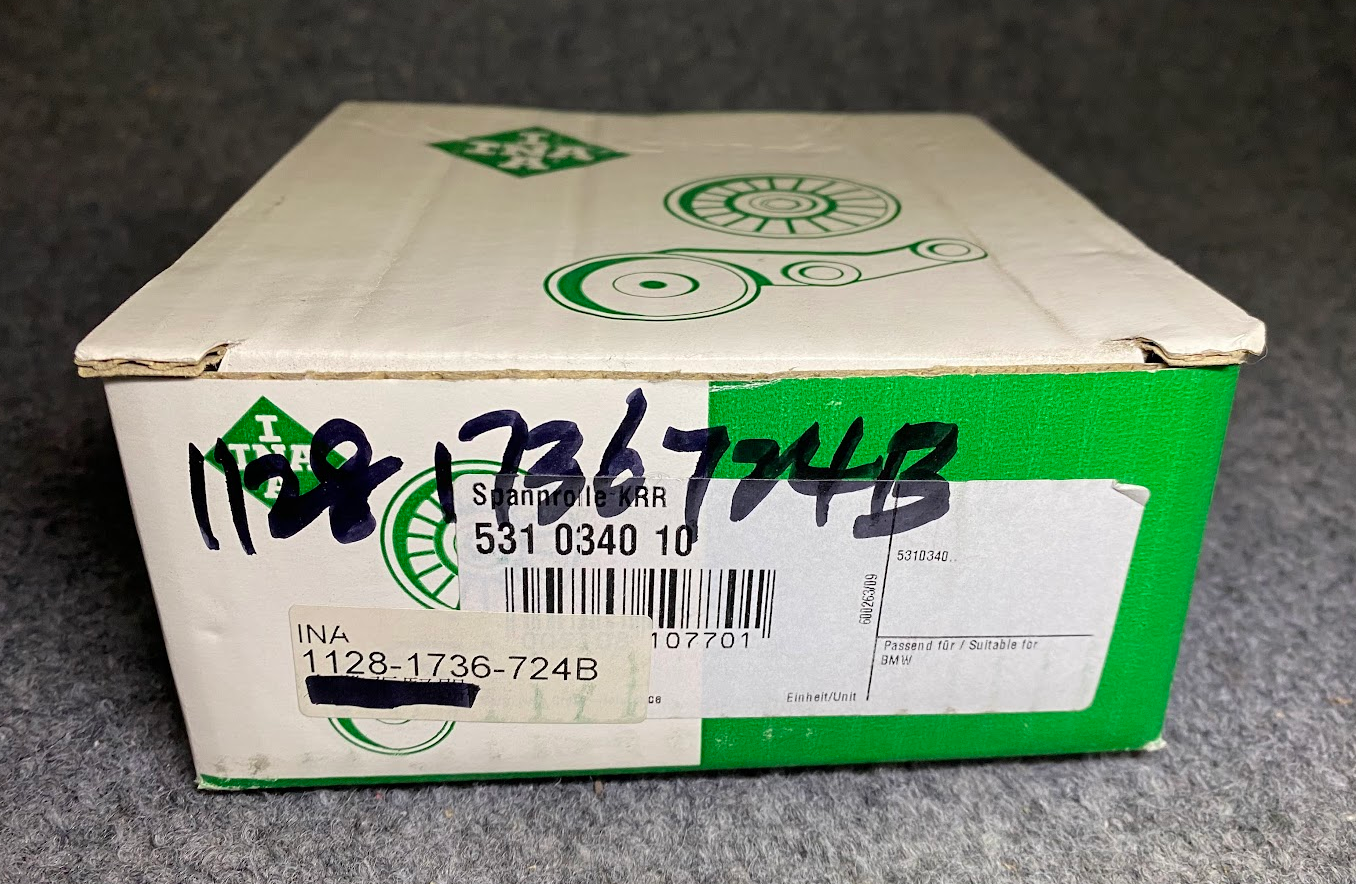 INA
INA
1128 1736724B
Spannrolle KRR
531 0340 10
107701
5310340..
600263/09
Passend für / Suitable for
BMW
Einheit/Unit
INA
1128-1736-724B